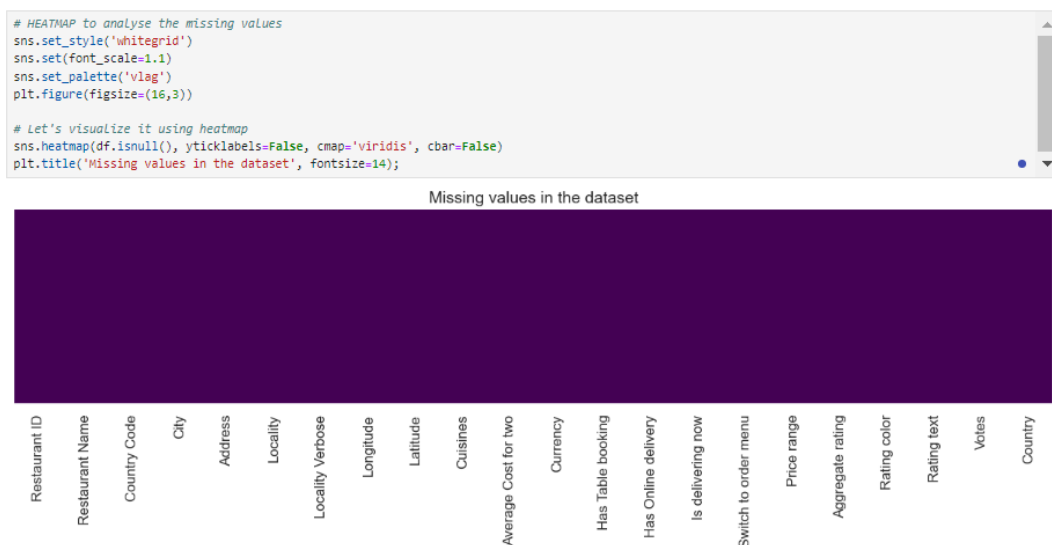 # HEATMAP to analyse the missing values
sns.set_style('whitegrid')
sns.set(font_scale=1.1)
sns.set_palette('vlag')
plt.figure(figsize=(16,3))

# Let's visualize it using heatmap
sns.heatmap(df.isnull(), yticklabels=False, cmap='viridis', cbar=False)
plt.title('Missing values in the dataset', fontsize=14);
Missing values in the dataset
Restaurant ID
Restaurant Name
Country Code
City
Address
Locality
Locality Verbose
Longitude
Latitude
Cuisines
Average Cost for two
Currency
Has Table booking
Has Online delivery
Is delivering now
Switch to order menu
Price range
Aggregate rating
Rating color
Rating text
Votes
Country